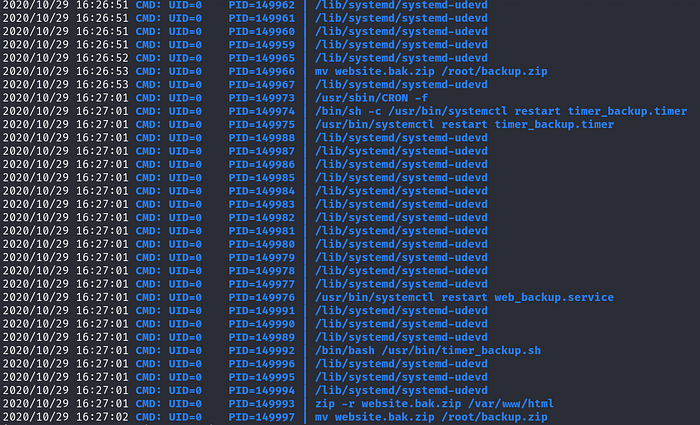 2020/10/29 16:26:51 CMD: UID=0 PID=149962 | /lib/systemd/systemd-udevd
2020/10/29 16:26:51 CMD: UID=0 PID=149961 | /lib/systemd/systemd-udevd
2020/10/29 16:26:51 CMD: UID=0 PID=149960 | /lib/systemd/systemd-udevd
2020/10/29 16:26:51 CMD: UID=0 PID=149959 | /lib/systemd/systemd-udevd
2020/10/29 16:26:52 CMD: UID=0 PID=149965 | /lib/systemd/systemd-udevd
2020/10/29 16:26:53 CMD: UID=0 PID=149966 | mv website.bak.zip /root/backup.zip
2020/10/29 16:26:53 CMD: UID=0 PID=149967 | /lib/systemd/systemd-udevd
2020/10/29 16:27:01 CMD: UID=0 PID=149973 | /usr/sbin/CRON -f
2020/10/29 16:27:01 CMD: UID=0 PID=149974 | /bin/sh -c /usr/bin/systemctl restart timer_backup.timer
2020/10/29 16:27:01 CMD: UID=0 PID=149975 | /usr/bin/systemctl restart timer_backup.timer
2020/10/29 16:27:01 CMD: UID=0 PID=149988 | /lib/systemd/systemd-udevd
2020/10/29 16:27:01 CMD: UID=0 PID=149987 | /lib/systemd/systemd-udevd
2020/10/29 16:27:01 CMD: UID=0 PID=149986 | /lib/systemd/systemd-udevd
2020/10/29 16:27:01 CMD: UID=0 PID=149985 | /lib/systemd/systemd-udevd
2020/10/29 16:27:01 CMD: UID=0 PID=149984 | /lib/systemd/systemd-udevd
2020/10/29 16:27:01 CMD: UID=0 PID=149983 | /lib/systemd/systemd-udevd
2020/10/29 16:27:01 CMD: UID=0 PID=149982 | /lib/systemd/systemd-udevd
2020/10/29 16:27:01 CMD: UID=0 PID=149981 | /lib/systemd/systemd-udevd
2020/10/29 16:27:01 CMD: UID=0 PID=149980 | /lib/systemd/systemd-udevd
2020/10/29 16:27:01 CMD: UID=0 PID=149979 | /lib/systemd/systemd-udevd
2020/10/29 16:27:01 CMD: UID=0 PID=149978 | /lib/systemd/systemd-udevd
2020/10/29 16:27:01 CMD: UID=0 PID=149977 | /lib/systemd/systemd-udevd
2020/10/29 16:27:01 CMD: UID=0 PID=149976 | /usr/bin/systemctl restart web_backup.service
2020/10/29 16:27:01 CMD: UID=0 PID=149991 | /lib/systemd/systemd-udevd
2020/10/29 16:27:01 CMD: UID=0 PID=149990 | /lib/systemd/systemd-udevd
2020/10/29 16:27:01 CMD: UID=0 PID=149989 | /lib/systemd/systemd-udevd
2020/10/29 16:27:01 CMD: UID=0 PID=149992 | /bin/bash /usr/bin/timer_backup.sh
2020/10/29 16:27:01 CMD: UID=0 PID=149996 | /lib/systemd/systemd-udevd
2020/10/29 16:27:01 CMD: UID=0 PID=149995 | /lib/systemd/systemd-udevd
2020/10/29 16:27:01 CMD: UID=0 PID=149994 | /lib/systemd/systemd-udevd
2020/10/29 16:27:01 CMD: UID=0 PID=149993 | zip -r website.bak.zip /var/www/html
2020/10/29 16:27:02 CMD: UID=0 PID=149997 | mv website.bak.zip /root/backup.zip